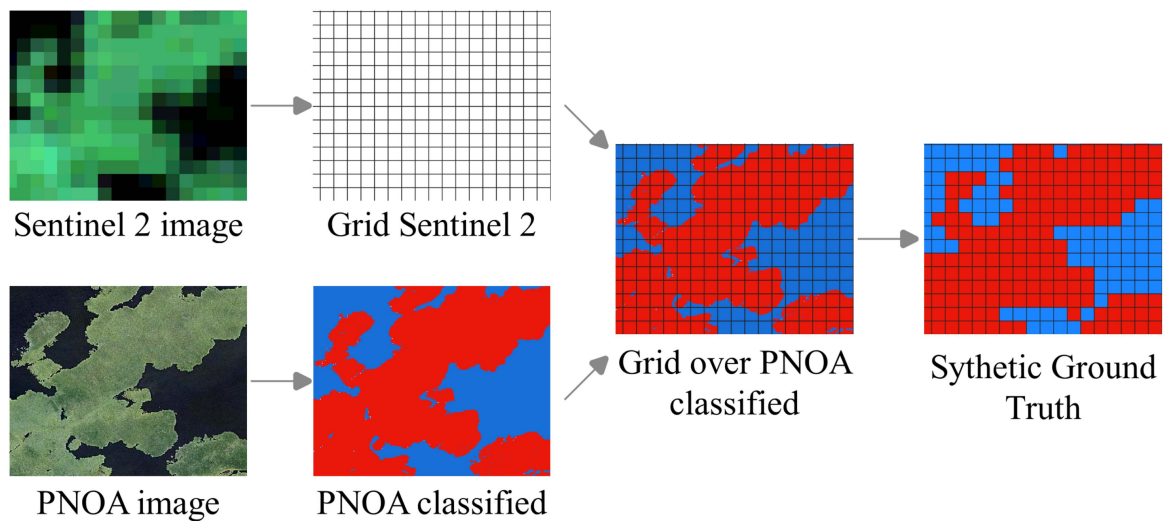 Sentinel 2 image
Grid Sentinel 2
PNOA image
PNOA classified
Grid over PNOA
classified
Sythetic Ground
Truth